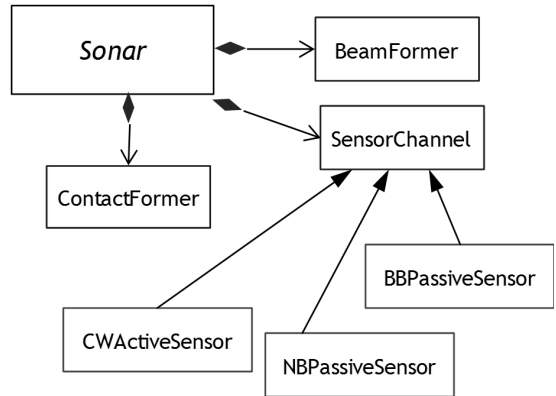 Sonar
BeamFormer
SensorChannel
ContactFormer
BBPassiveSensor
CWActiveSensor
NBPassiveSensor